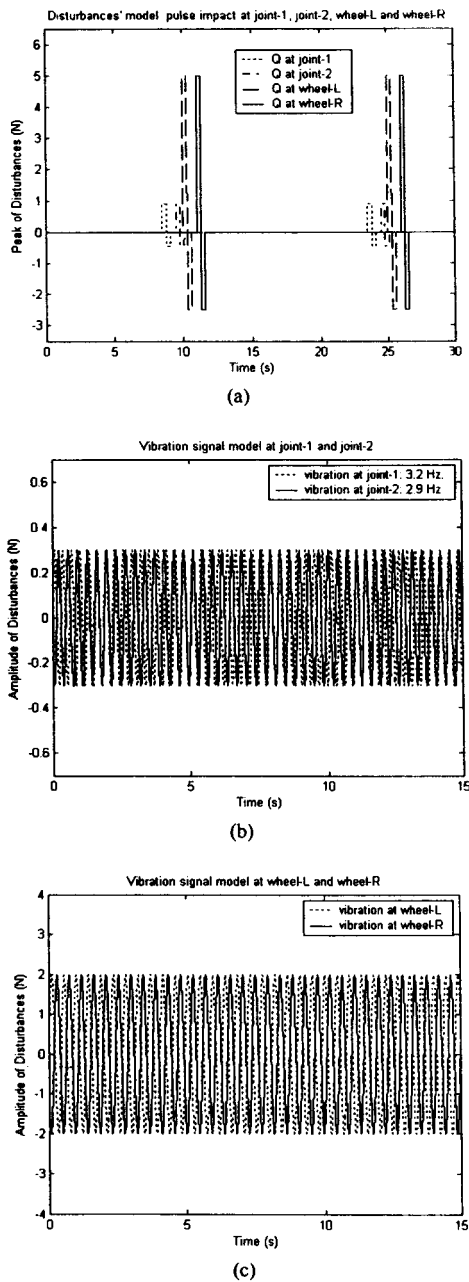 Disturbances' model pulse impact at joint-1, joint-2, wheel-L and wheel-R
Q at joint-1
Q at joint-2
Q at wheel-L
Q at wheel-R
Peak of Disturbances (N)
6
5
4
3
2
1
0
-1
-2
-3
0 5 10 15 20 25 30
Time (s)
(a)
Vibration signal model at joint-1 and joint-2
vibration at joint-1: 3.2 Hz.
vibration at joint-2: 2.9 Hz
Amplitude of Disturbances (N)
0.6
0.4
0.2
0
-0.2
-0.4
-0.6
0 5 10 15
Time (s)
(b)
Vibration signal model at wheel-L and wheel-R
vibration at wheel-L
vibration at wheel-R
Amplitude of Disturbances (N)
4
3
2
1
0
-1
-2
-3
-4
0 5 10 15
Time (s)
(c)